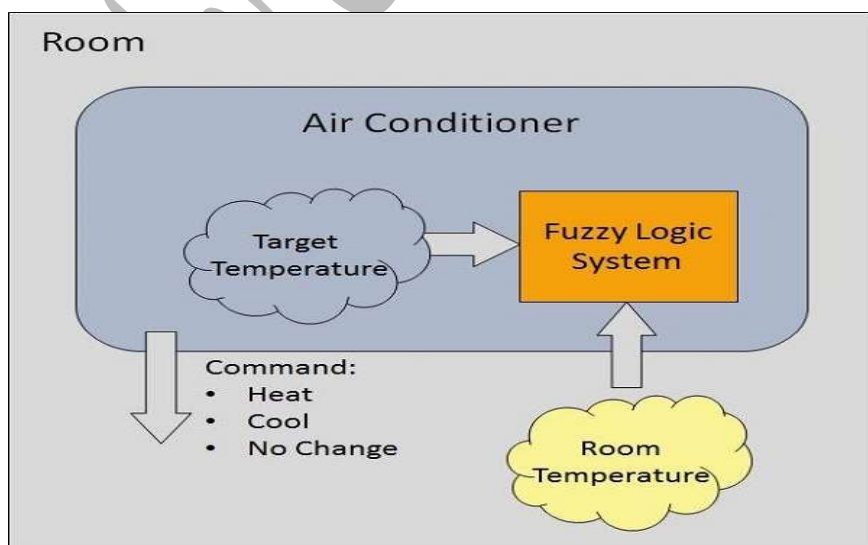 Room
Air Conditioner
Target
Temperature
Fuzzy Logic
System
Command:
• Heat
• Cool
• No Change
Room
Temperature